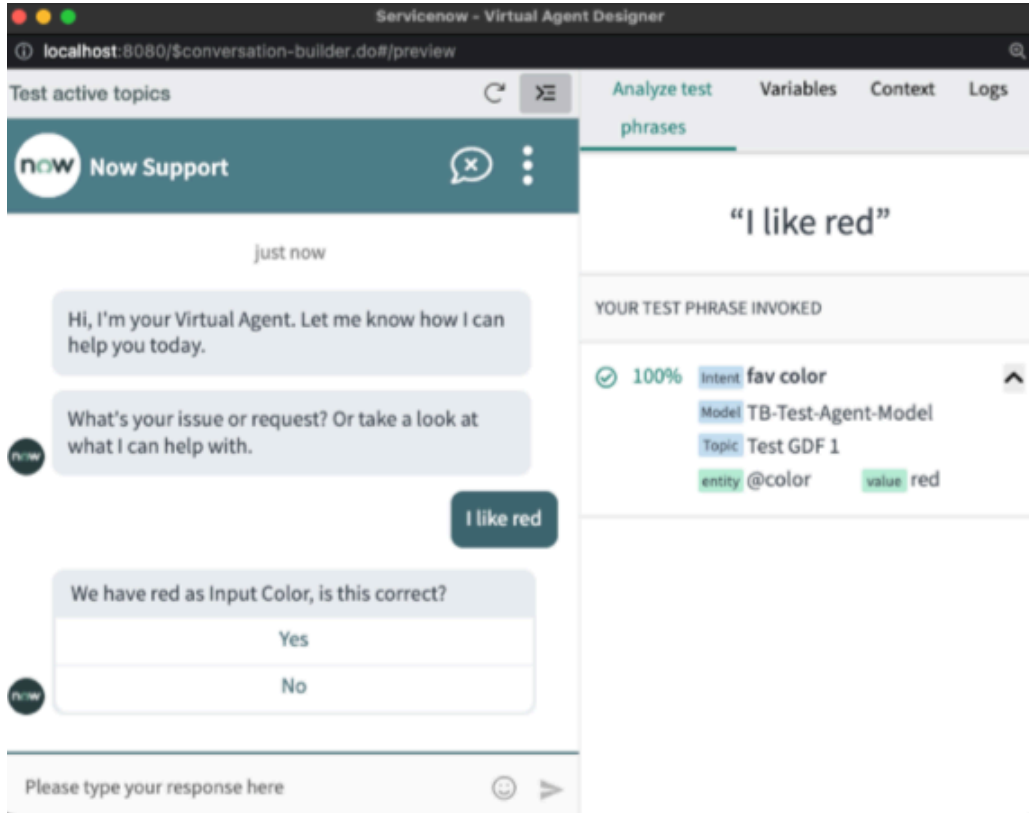 Servicenow - Virtual Agent Designer
localhost:8080/$conversation-builder.do#/preview
Test active topics
now Now Support
just now
Hi, I'm your Virtual Agent. Let me know how I can
help you today.
What's your issue or request? Or take a look at
what I can help with.
now
I like red
We have red as Input Color, is this correct?
Yes
No
now
Please type your response here
Analyze test
phrases
Variables
Context
Logs
“I like red”
YOUR TEST PHRASE INVOKED
100% Intent fav color
Model TB-Test-Agent-Model
Topic Test GDF 1
entity @color value red